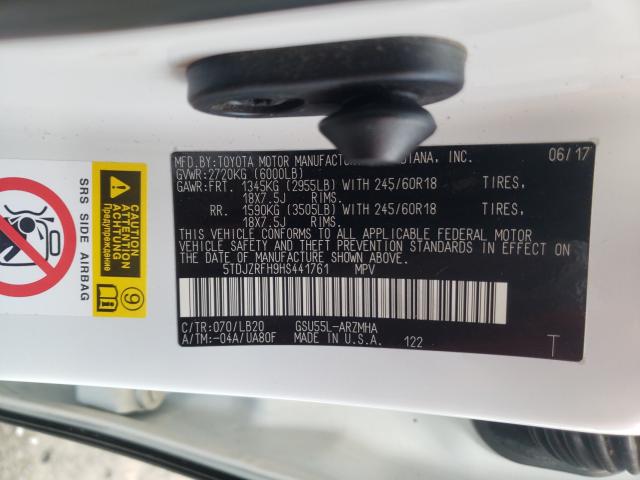 MFD.BY:TOYOTA MOTOR MANUFACTUR DIANA, INC. 06/17
GVWR:2720KG (6000LB)
GAWR:FRT. 1345KG (2955LB) WITH 245/60R18 TIRES,
18X7.5J RIMS.
RR. 1590KG (3505LB) WITH 245/60R18 TIRES,
18X7.5J RIMS.
THIS VEHICLE CONFORMS TO ALL APPLICABLE FEDERAL MOTOR
VEHICLE SAFETY AND THEFT PREVENTION STANDARDS IN EFFECT ON
THE DATE OF MANUFACTURE SHOWN ABOVE.
5TDJZRFH9HS441761 MPV
C/TR:070/LB20 GSU55L-ARZMHA
A/TM:-04A/UA80F MADE IN U.S.A. 122 T
SRS SIDE AIRBAG
CAUTION
ATTENTION
ACHTUNG
Предупреждение
9